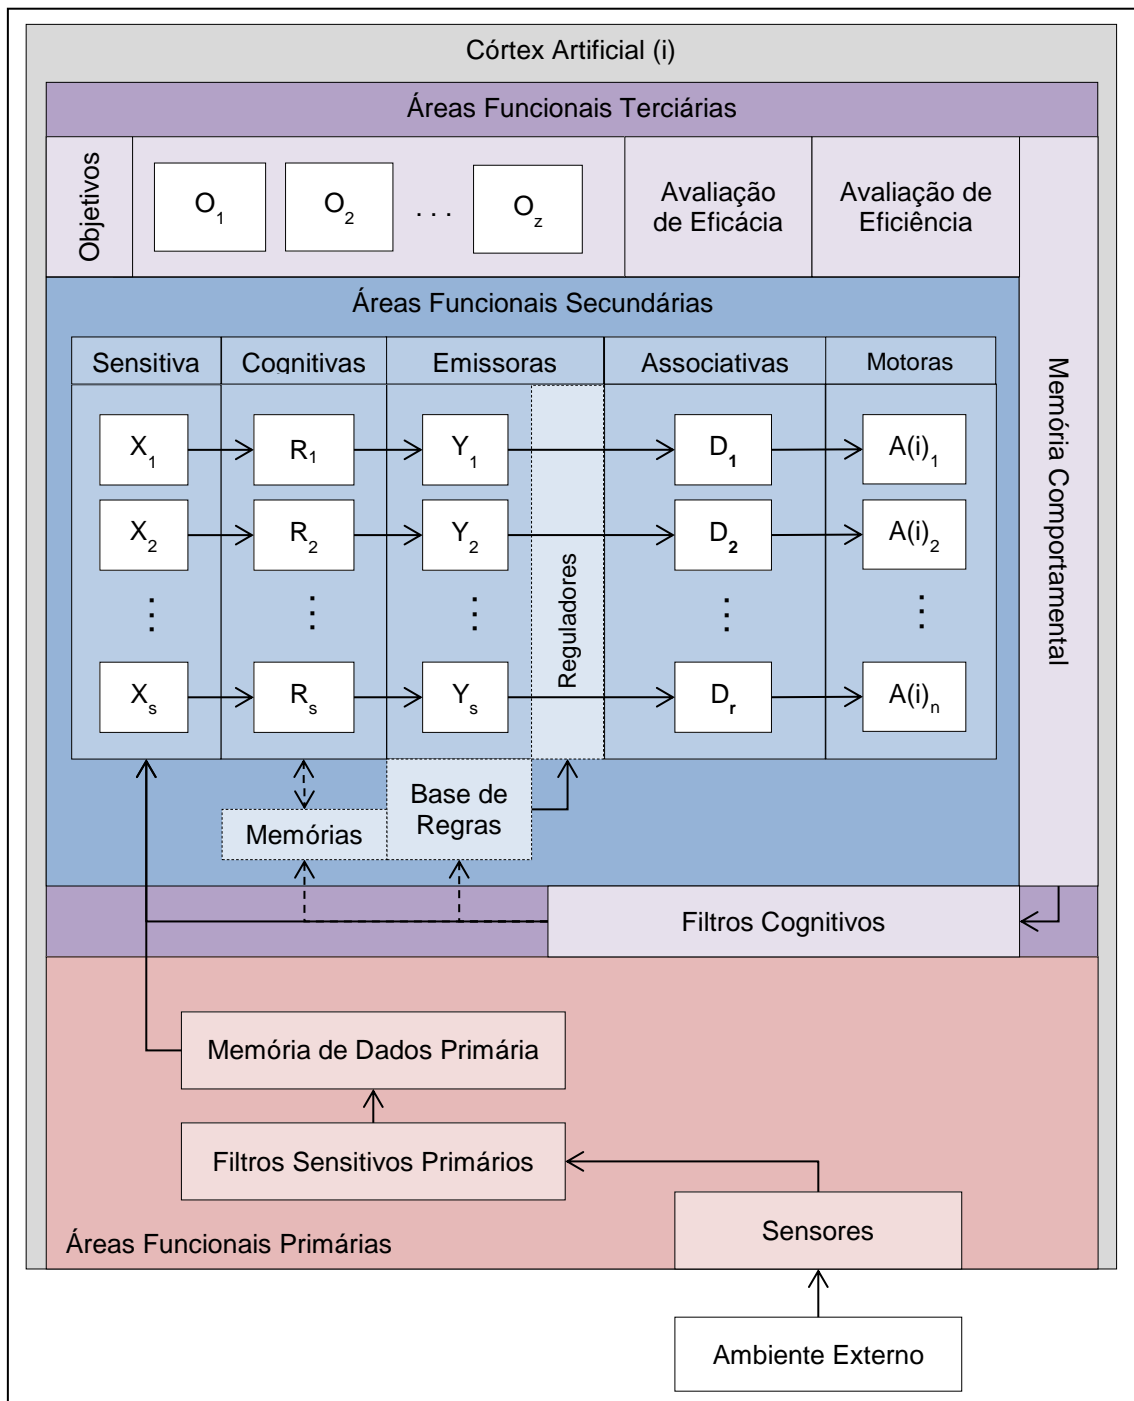 Córtex Artificial (i)
Áreas Funcionais Terciárias
Objetivos
O1
O2
. . .
Oz
Avaliação
de Eficácia
Avaliação de
Eficiência
Memória Comportamental
Áreas Funcionais Secundárias
Sensitiva
Cognitivas
Emissoras
Associativas
Motoras
X1
R1
Y1
D1
A(i)1
X2
R2
Y2
D2
A(i)2
Reguladores
Xs
Rs
Ys
Dr
A(i)n
Memórias
Base de
Regras
Filtros Cognitivos
Memória de Dados Primária
Filtros Sensitivos Primários
Sensores
Áreas Funcionais Primárias
Ambiente Externo